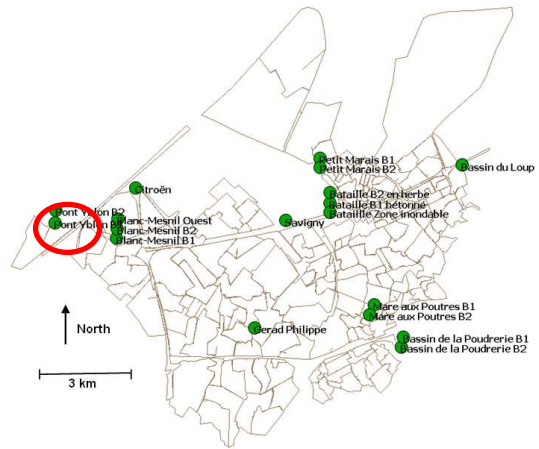 Petit Marais B1
Petit Marais B2
Bassin du Loup
Citroën
Bataille B2 en herbe
Bataille B1 bétonné
Bataille Zone inondable
Pont Yblon B2
Pont Yblon
Blanc-Mesnil Ouest
Blanc-Mesnil B2
Blanc-Mesnil B1
Savigny
Mare aux Poutres B1
Mare aux Poutres B2
Gerad Philippe
Bassin de la Poudrerie B1
Bassin de la Poudrerie B2
North
3 km